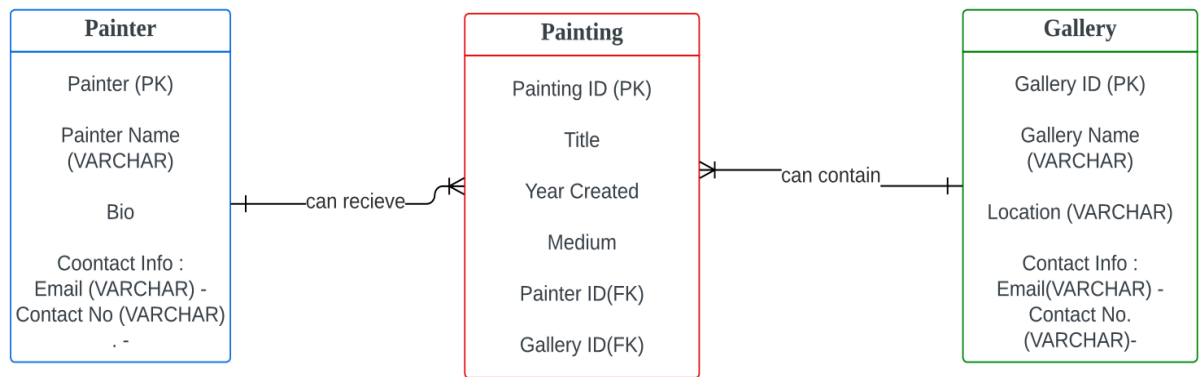 Painter
Painter (PK)
Painter Name
(VARCHAR)
Bio
Coontact Info :
Email (VARCHAR) -
Contact No (VARCHAR)
. -
can recieve
Painting
Painting ID (PK)
Title
Year Created
Medium
Painter ID(FK)
Gallery ID(FK)
can contain
Gallery
Gallery ID (PK)
Gallery Name
(VARCHAR)
Location (VARCHAR)
Contact Info :
Email(VARCHAR) -
Contact No.
(VARCHAR)-